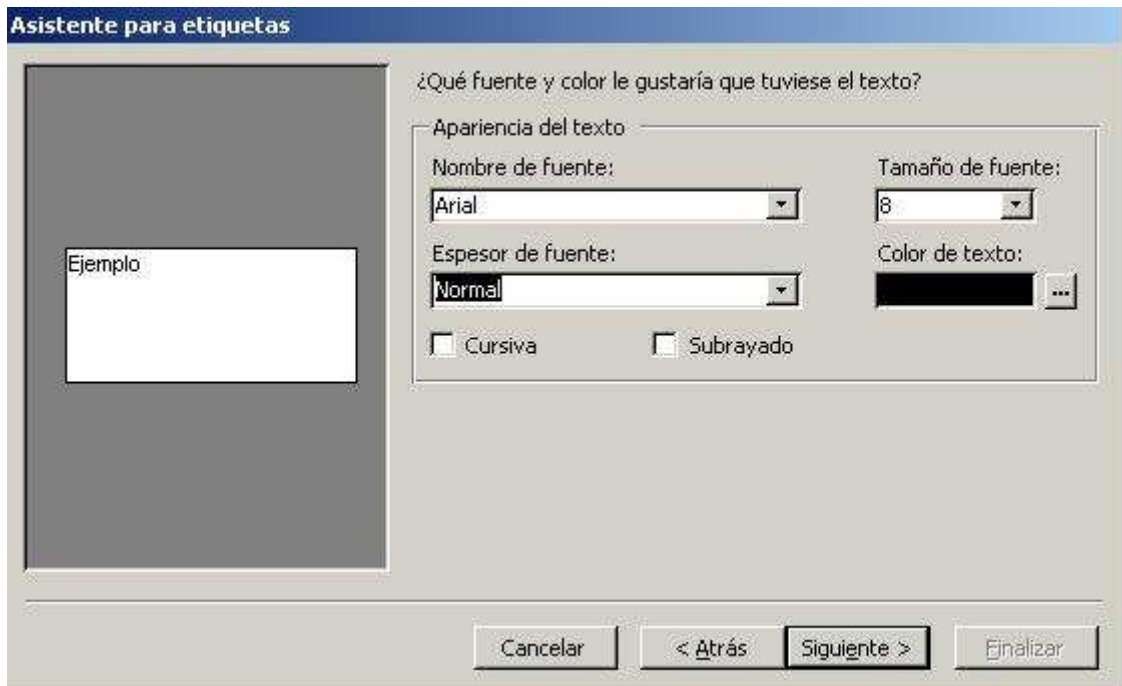 Asistente para etiquetas
¿Qué fuente y color le gustaría que tuviese el texto?
Apariencia del texto
Nombre de fuente: Tamaño de fuente:
Arial 8
Espesor de fuente: Color de texto:
Normal ...
Cursiva Subrayado
Ejemplo
Cancelar < Atrás Siguiente > Finalizar